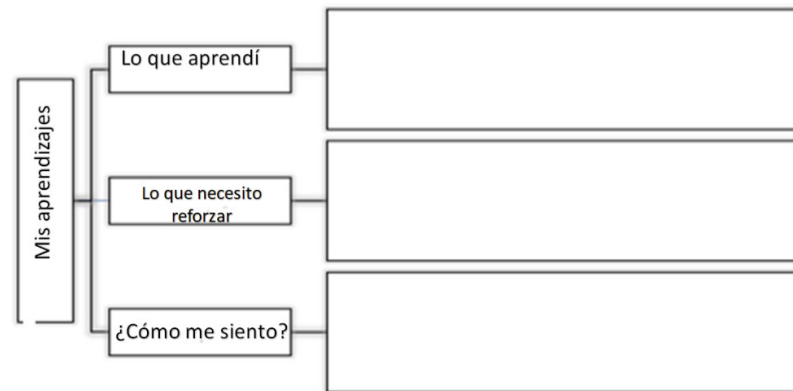 Mis aprendizajes
Lo que aprendí
Lo que necesito
reforzar
¿Cómo me siento?